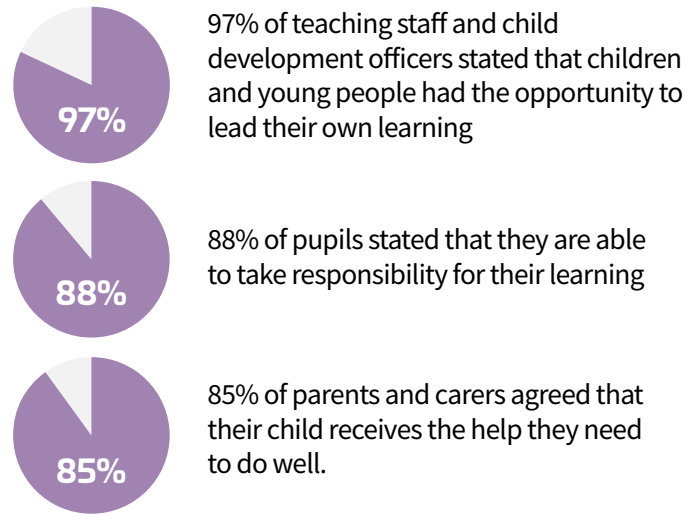 97%
97% of teaching staff and child
development officers stated that children
and young people had the opportunity to
lead their own learning
88%
88% of pupils stated that they are able
to take responsibility for their learning
85%
85% of parents and carers agreed that
their child receives the help they need
to do well.